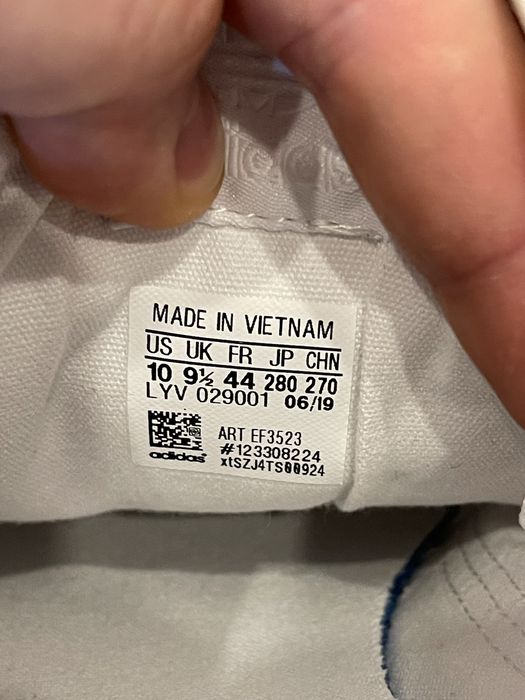 MADE IN VIETNAM
US UK FR JP CHN
10 9½ 44 280 270
LYV 029001 06/19
ART EF3523
#123308224
adidas
xtSZJ4TS00924